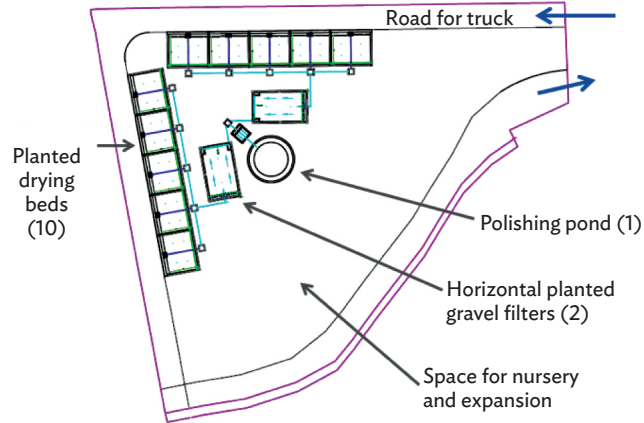 Road for truck
Planted
drying
beds
(10)
Polishing pond (1)
Horizontal planted
gravel filters (2)
Space for nursery
and expansion